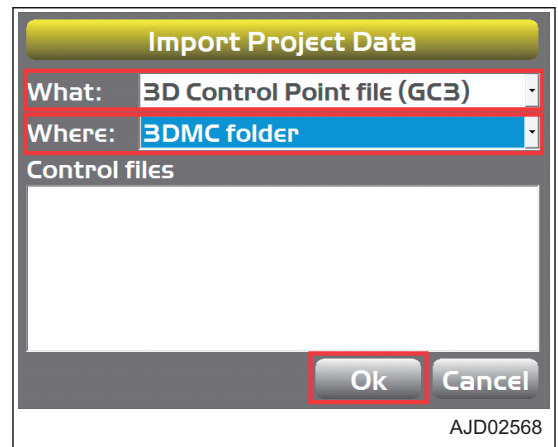 Import Project Data
What: 3D Control Point file (GC3)
Where: 3DMC folder
Control files
Ok Cancel
AJD02568